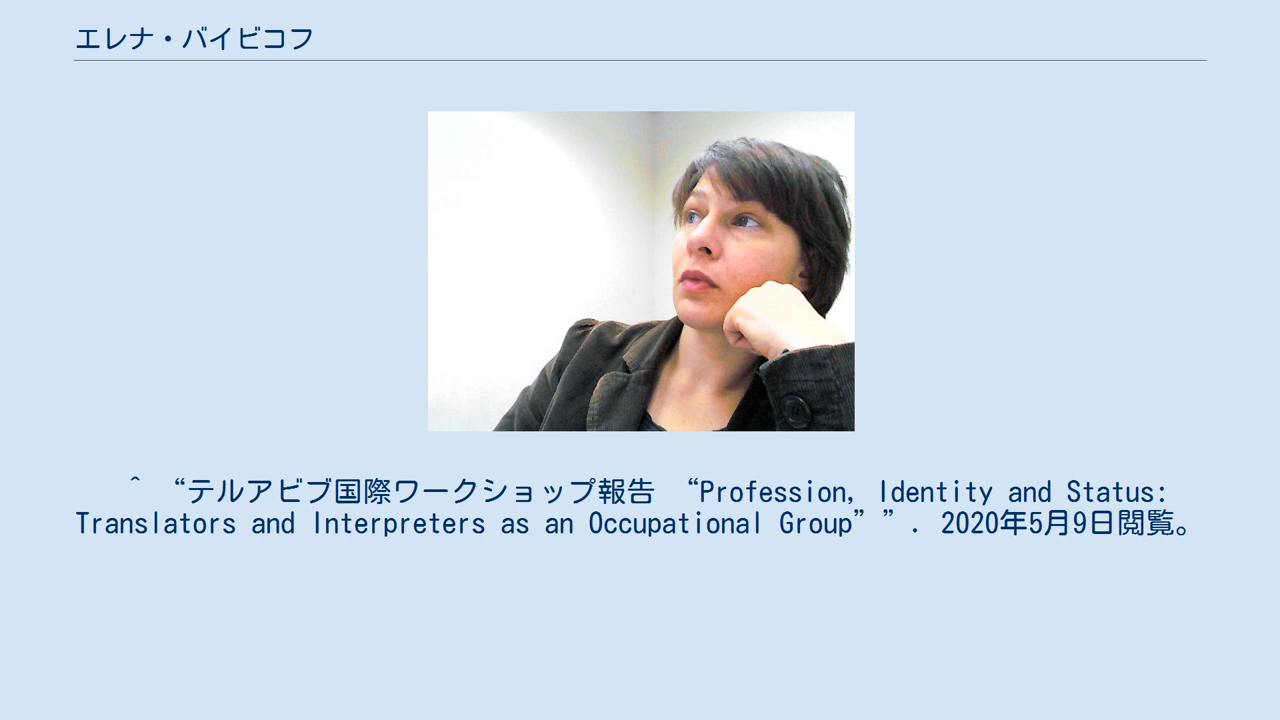 エレナ・バイビコフ
^ “テルアビブ国際ワークショップ報告 “Profession, Identity and Status:
Translators and Interpreters as an Occupational Group””. 2020年5月9日閲覧。